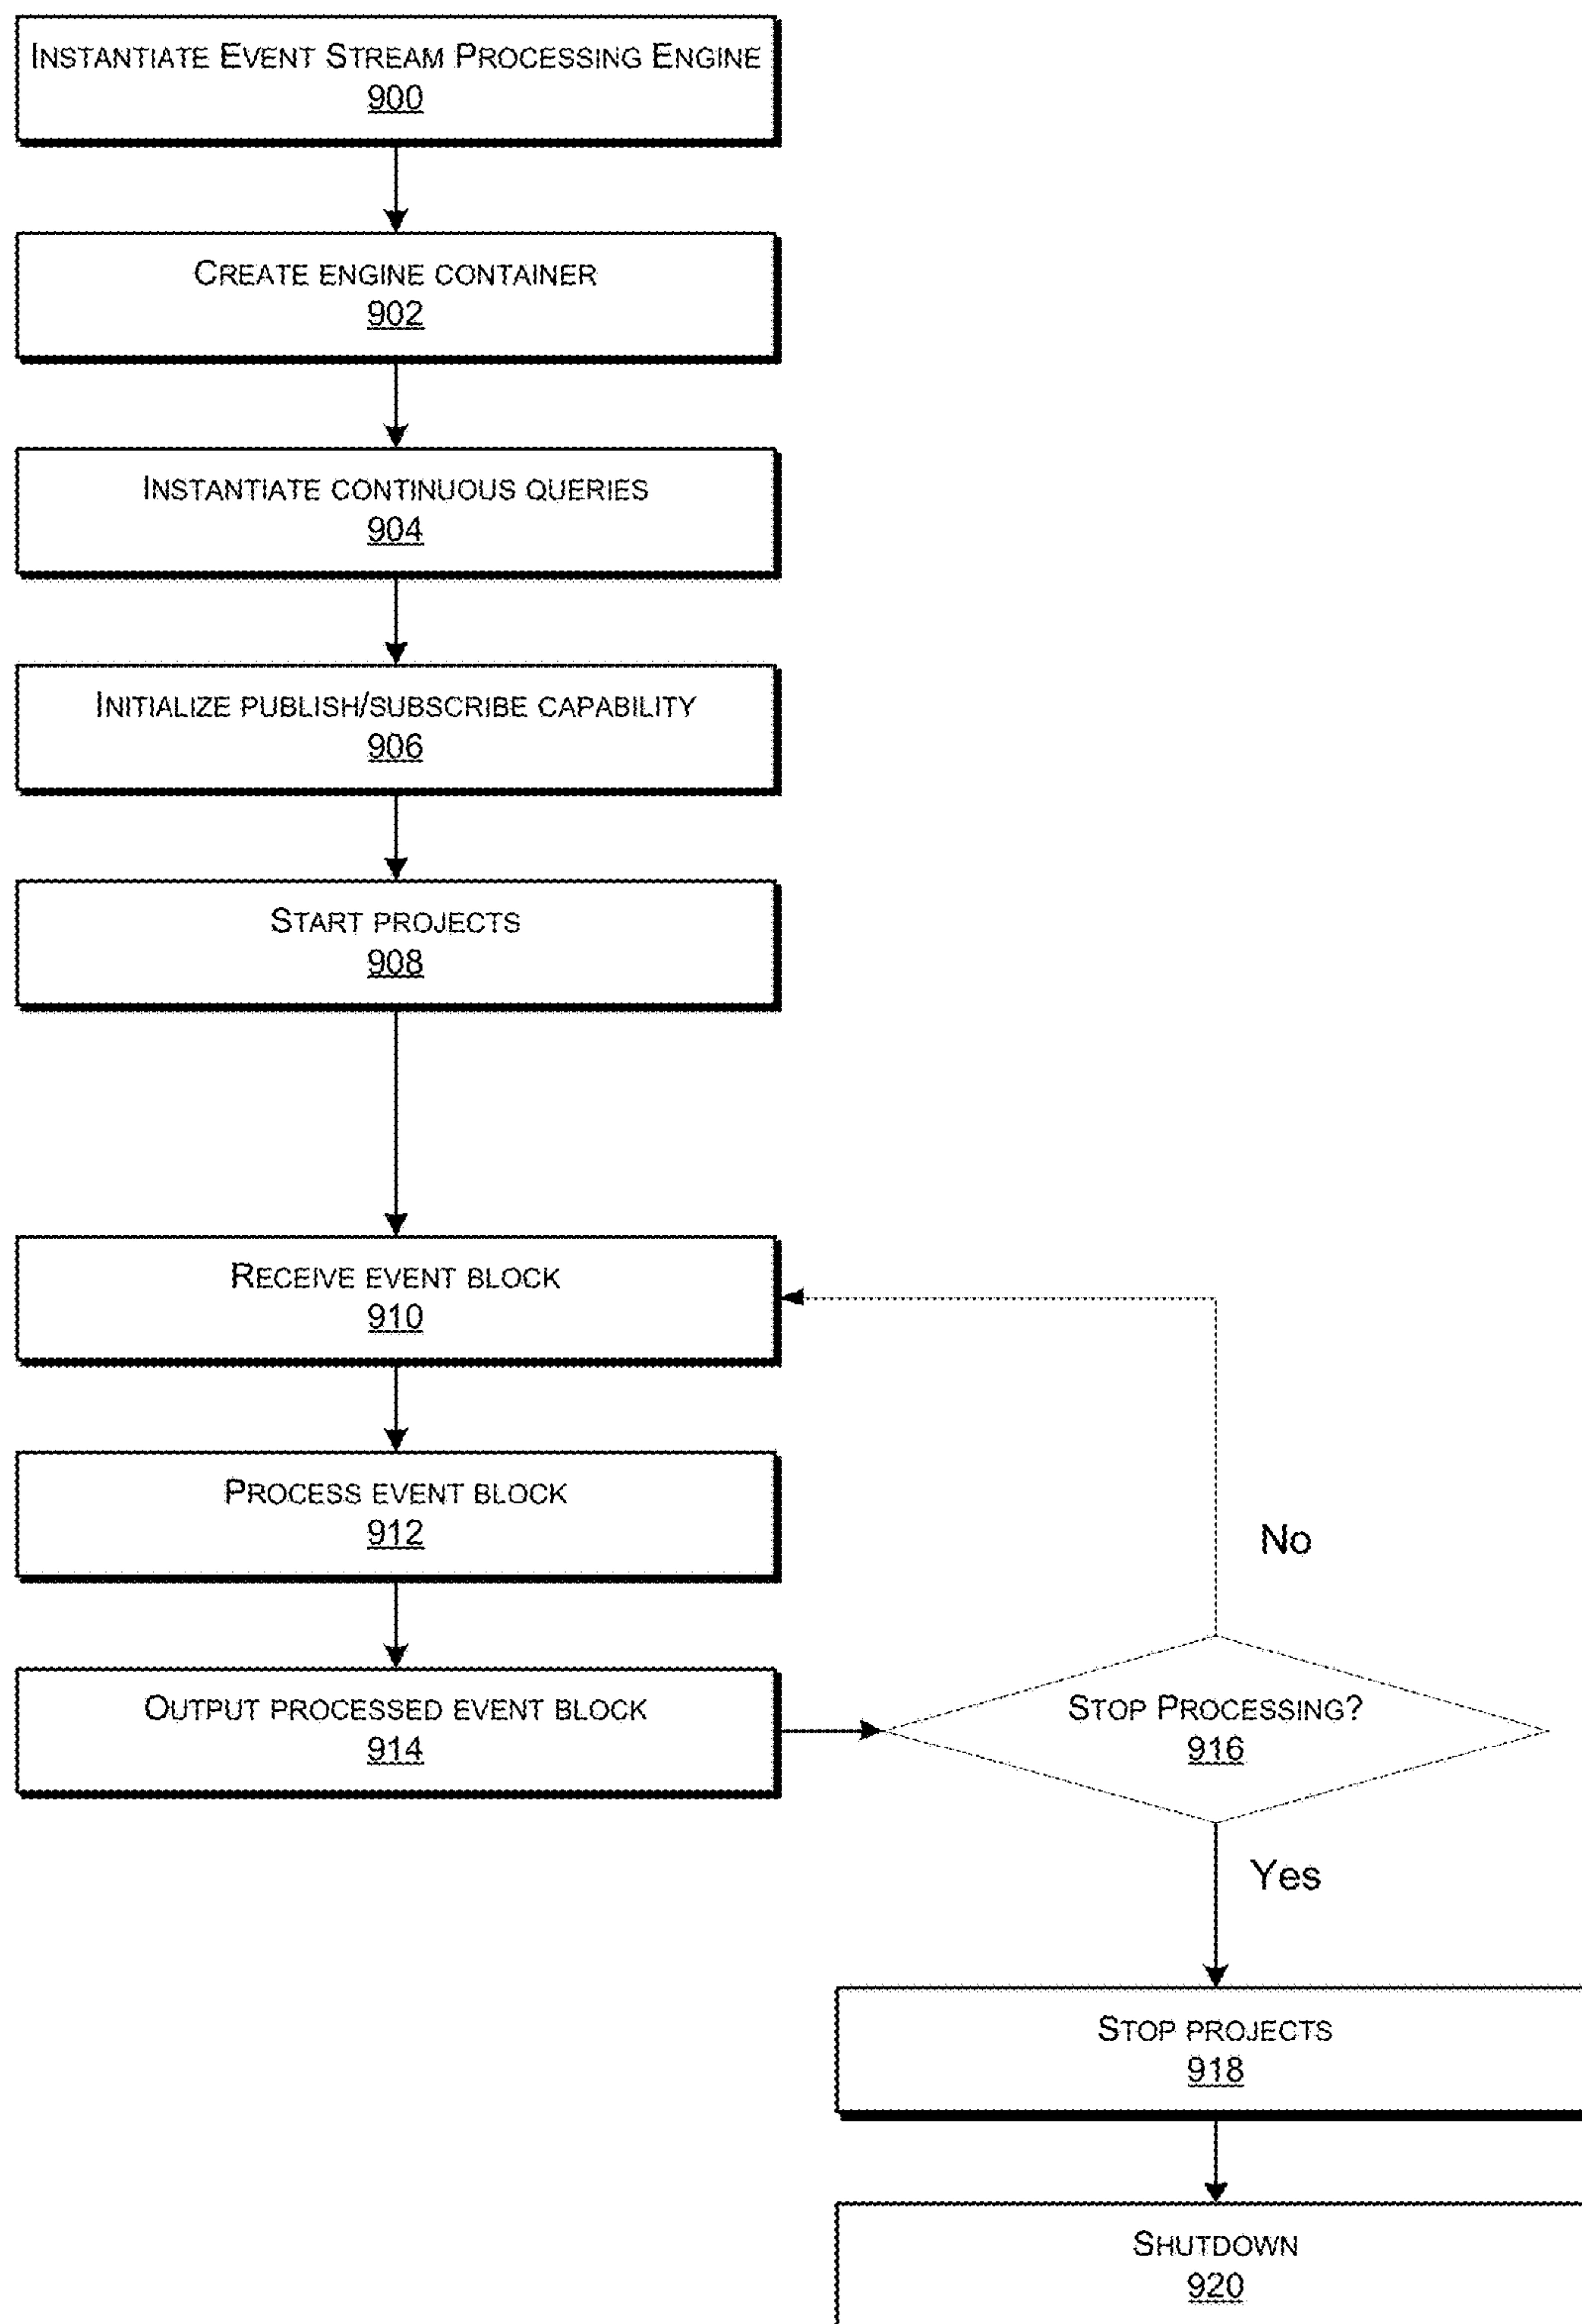 INSTANTIATE EVENT STREAM PROCESSING ENGINE
900
CREATE ENGINE CONTAINER
902
INSTANTIATE CONTINUOUS QUERIES
904
INITIALIZE PUBLISH/SUBSCRIBE CAPABILITY
906
START PROJECTS
908
RECEIVE EVENT BLOCK
910
PROCESS EVENT BLOCK
912
No
OUTPUT PROCESSED EVENT BLOCK
914
STOP PROCESSING?
916
Yes
STOP PROJECTS
918
SHUTDOWN
920